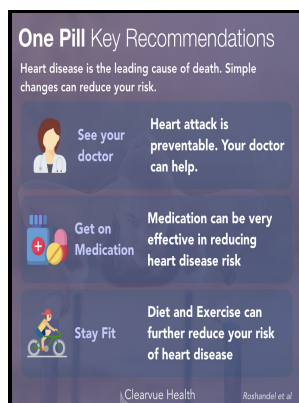 One Pill Key Recommendations
Heart disease is the leading cause of death. Simple
changes can reduce your risk.
See your
doctor
Heart attack is
preventable. Your doctor
can help.
Get on
Medication
Medication can be very
effective in reducing
heart disease risk
Stay Fit
Diet and Exercise can
further reduce your risk
of heart disease
Clearvue Health
Roshandel et al